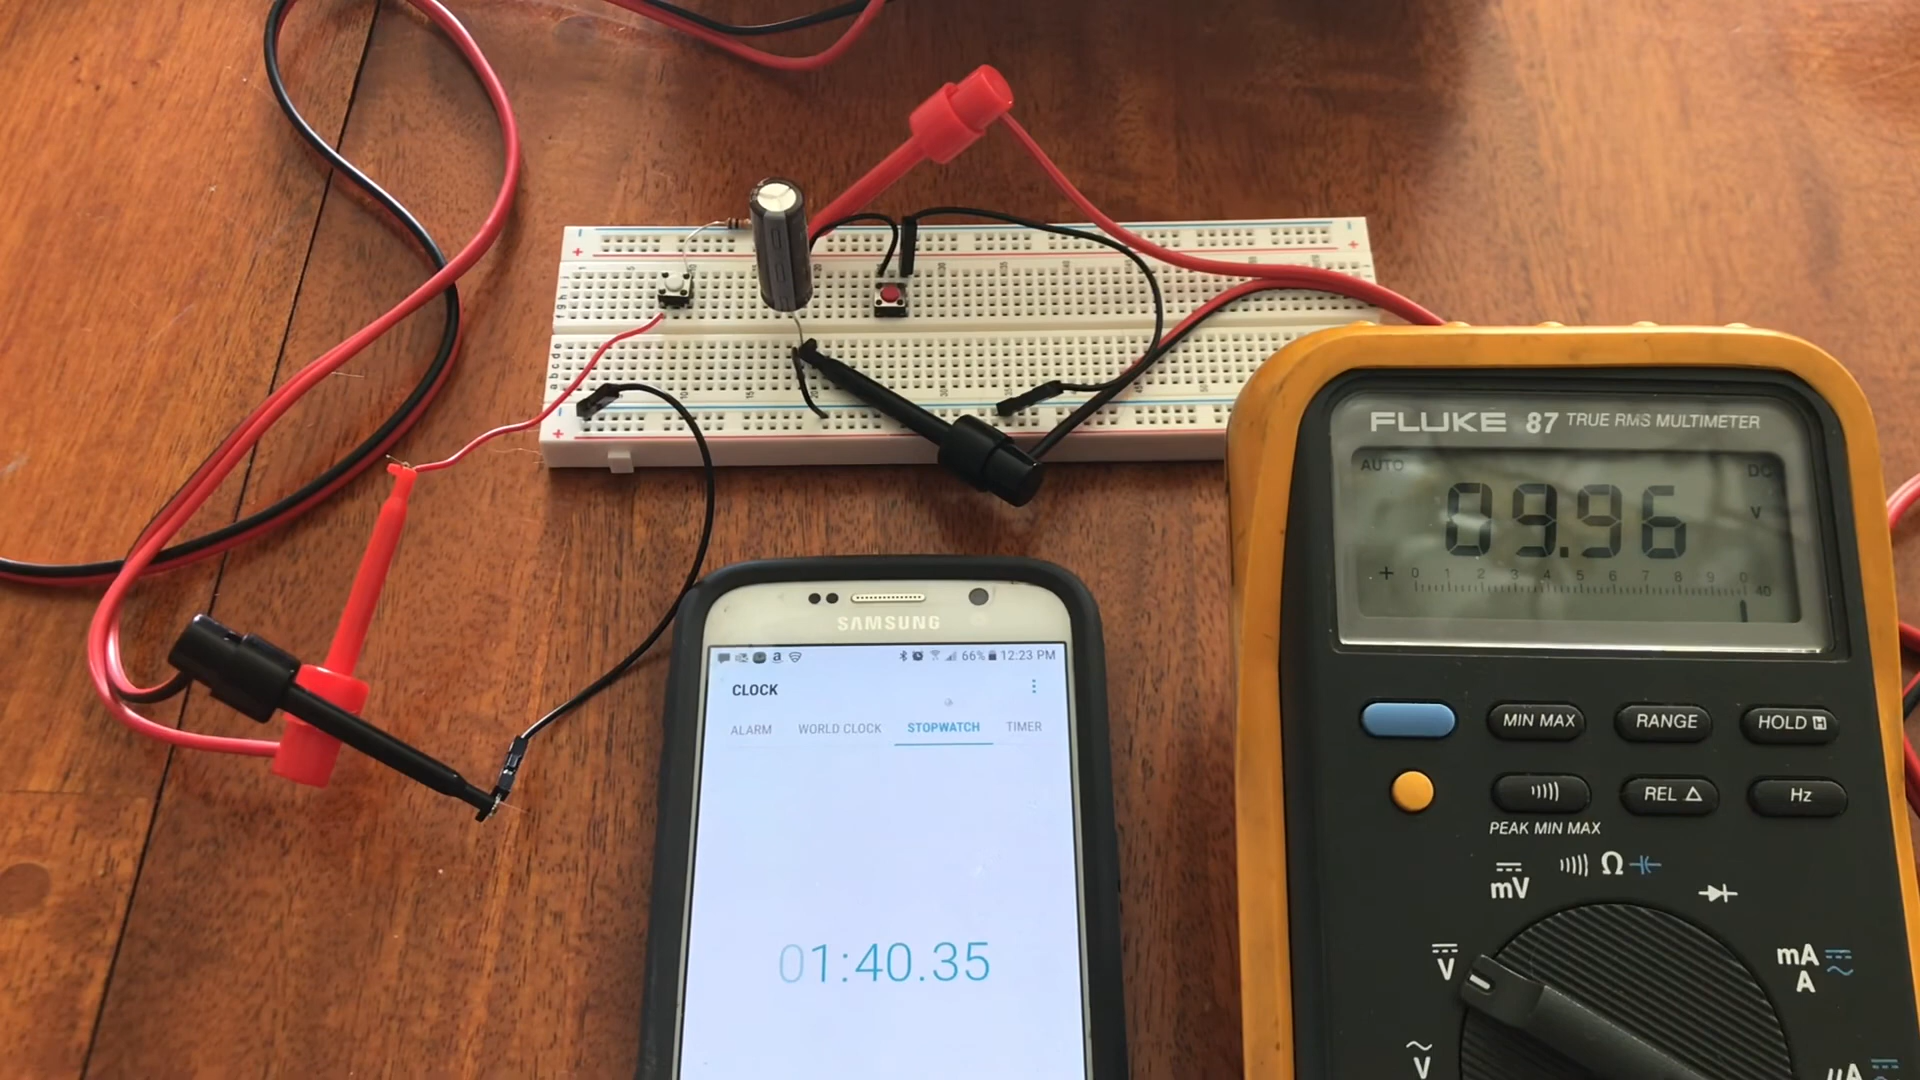 FLUKE 87 TRUE RMS MULTIMETER
AUTO DC
09.96 V
+ 0 1 2 3 4 5 6 7 8 9 0 40
MIN MAX RANGE HOLD H
REL △ Hz
PEAK MIN MAX
mV Ω
V mA
A
V µA
SAMSUNG
66% 12:23 PM
CLOCK
ALARM WORLD CLOCK STOPWATCH TIMER
01:40.35